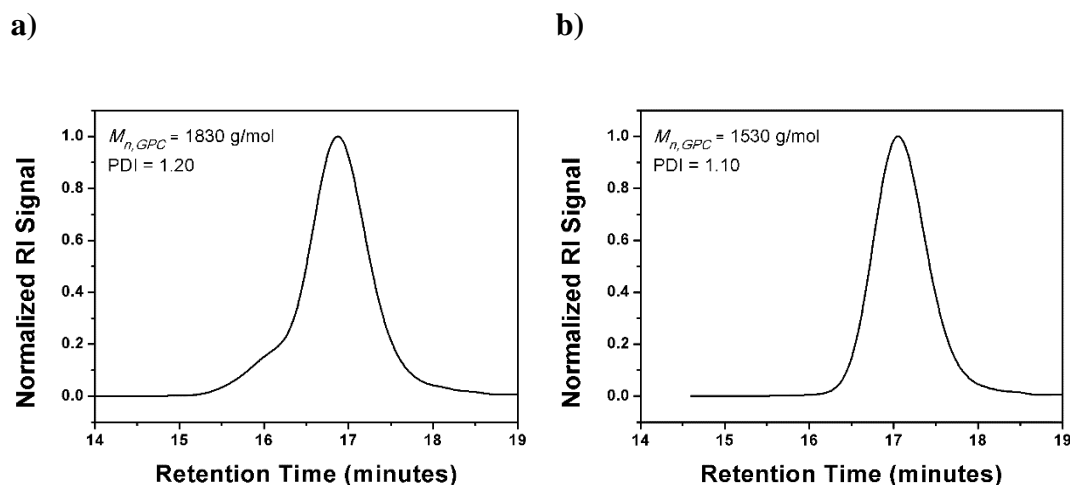 a)
M_n,GPC = 1830 g/mol
PDI = 1.20
Normalized RI Signal
1.0
0.8
0.6
0.4
0.2
0.0
14 15 16 17 18 19
Retention Time (minutes)
b)
M_n,GPC = 1530 g/mol
PDI = 1.10
Normalized RI Signal
1.0
0.8
0.6
0.4
0.2
0.0
14 15 16 17 18 19
Retention Time (minutes)